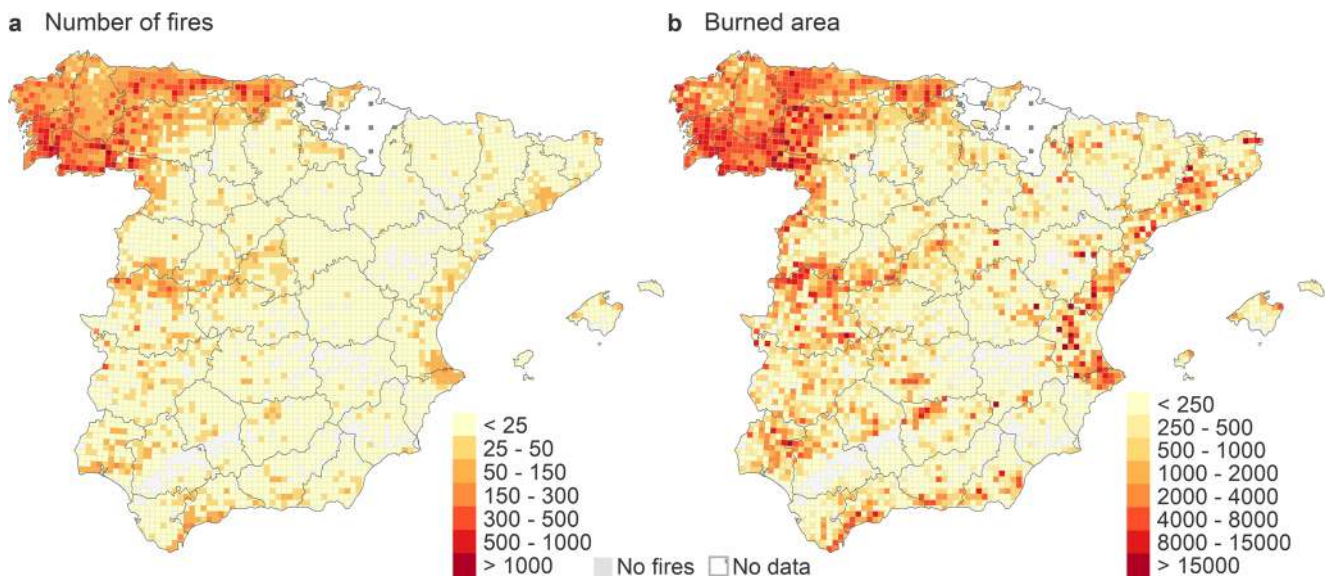 a Number of fires
b Burned area
< 25
25 - 50
50 - 150
150 - 300
300 - 500
500 - 1000
> 1000
< 250
250 - 500
500 - 1000
1000 - 2000
2000 - 4000
4000 - 8000
8000 - 15000
> 15000
No fires No data